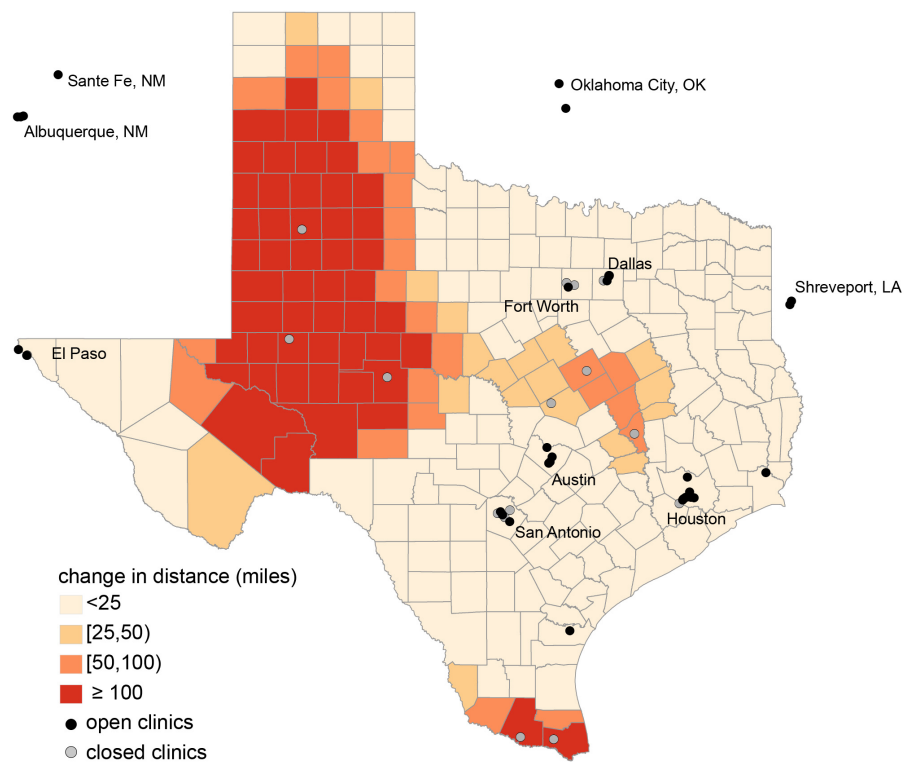 Sante Fe, NM
Oklahoma City, OK
Albuquerque, NM
Dallas
Shreveport, LA
Fort Worth
El Paso
Austin
Houston
San Antonio
change in distance (miles)
<25
[25,50)
[50,100)
≥ 100
open clinics
closed clinics